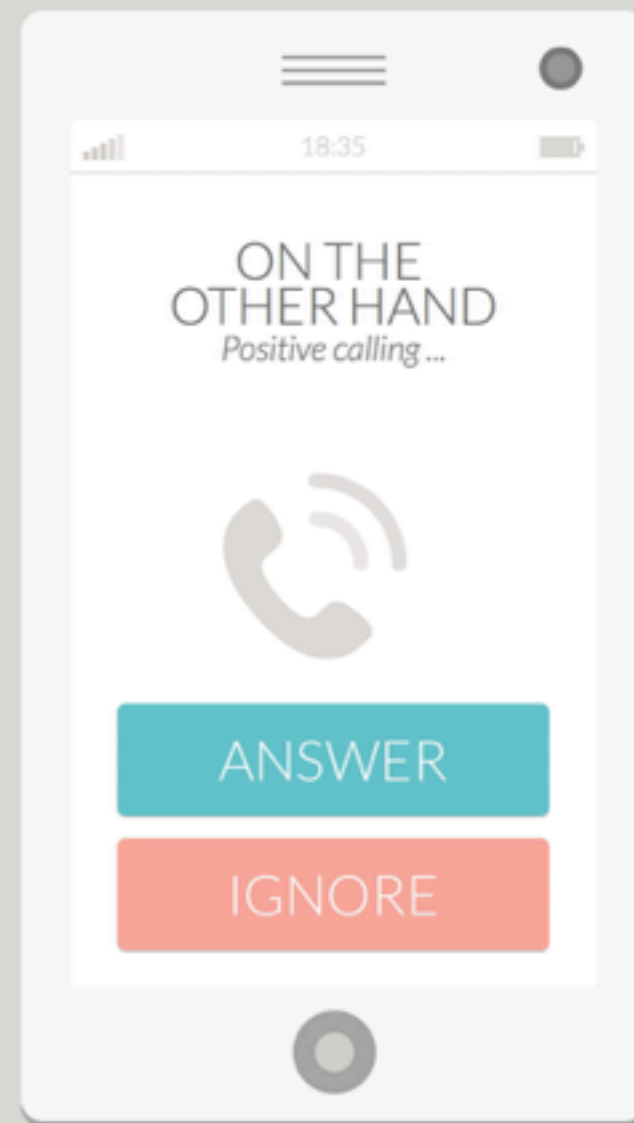 18:35
ON THE
OTHER HAND
Positive calling ...
ANSWER
IGNORE